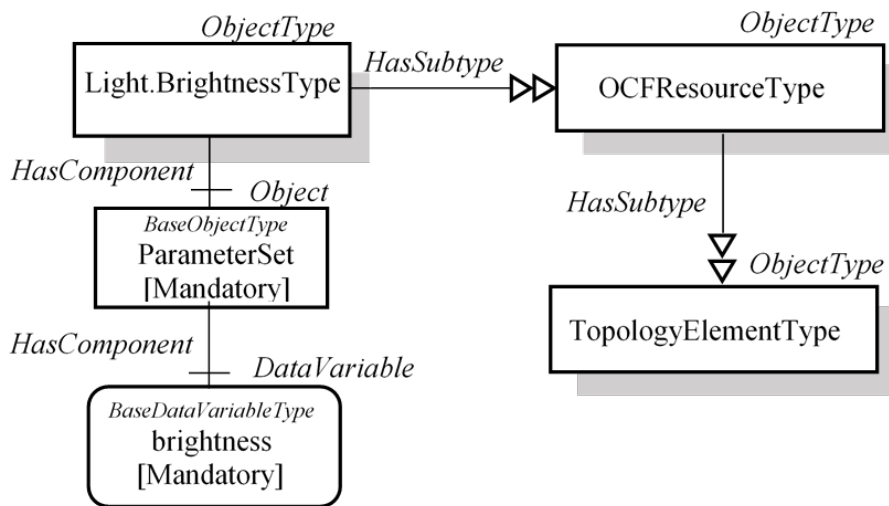 ObjectType
Light.BrightnessType
HasSubtype
ObjectType
OCFResourceType
HasComponent
Object
BaseObjectType
ParameterSet
[Mandatory]
HasSubtype
ObjectType
TopologyElementType
HasComponent
DataVariable
BaseDataVariableType
brightness
[Mandatory]